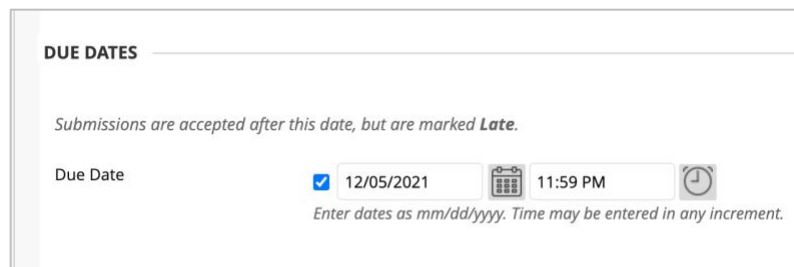 DUE DATES
Submissions are accepted after this date, but are marked Late.
Due Date 12/05/2021 11:59 PM
Enter dates as mm/dd/yyyy. Time may be entered in any increment.